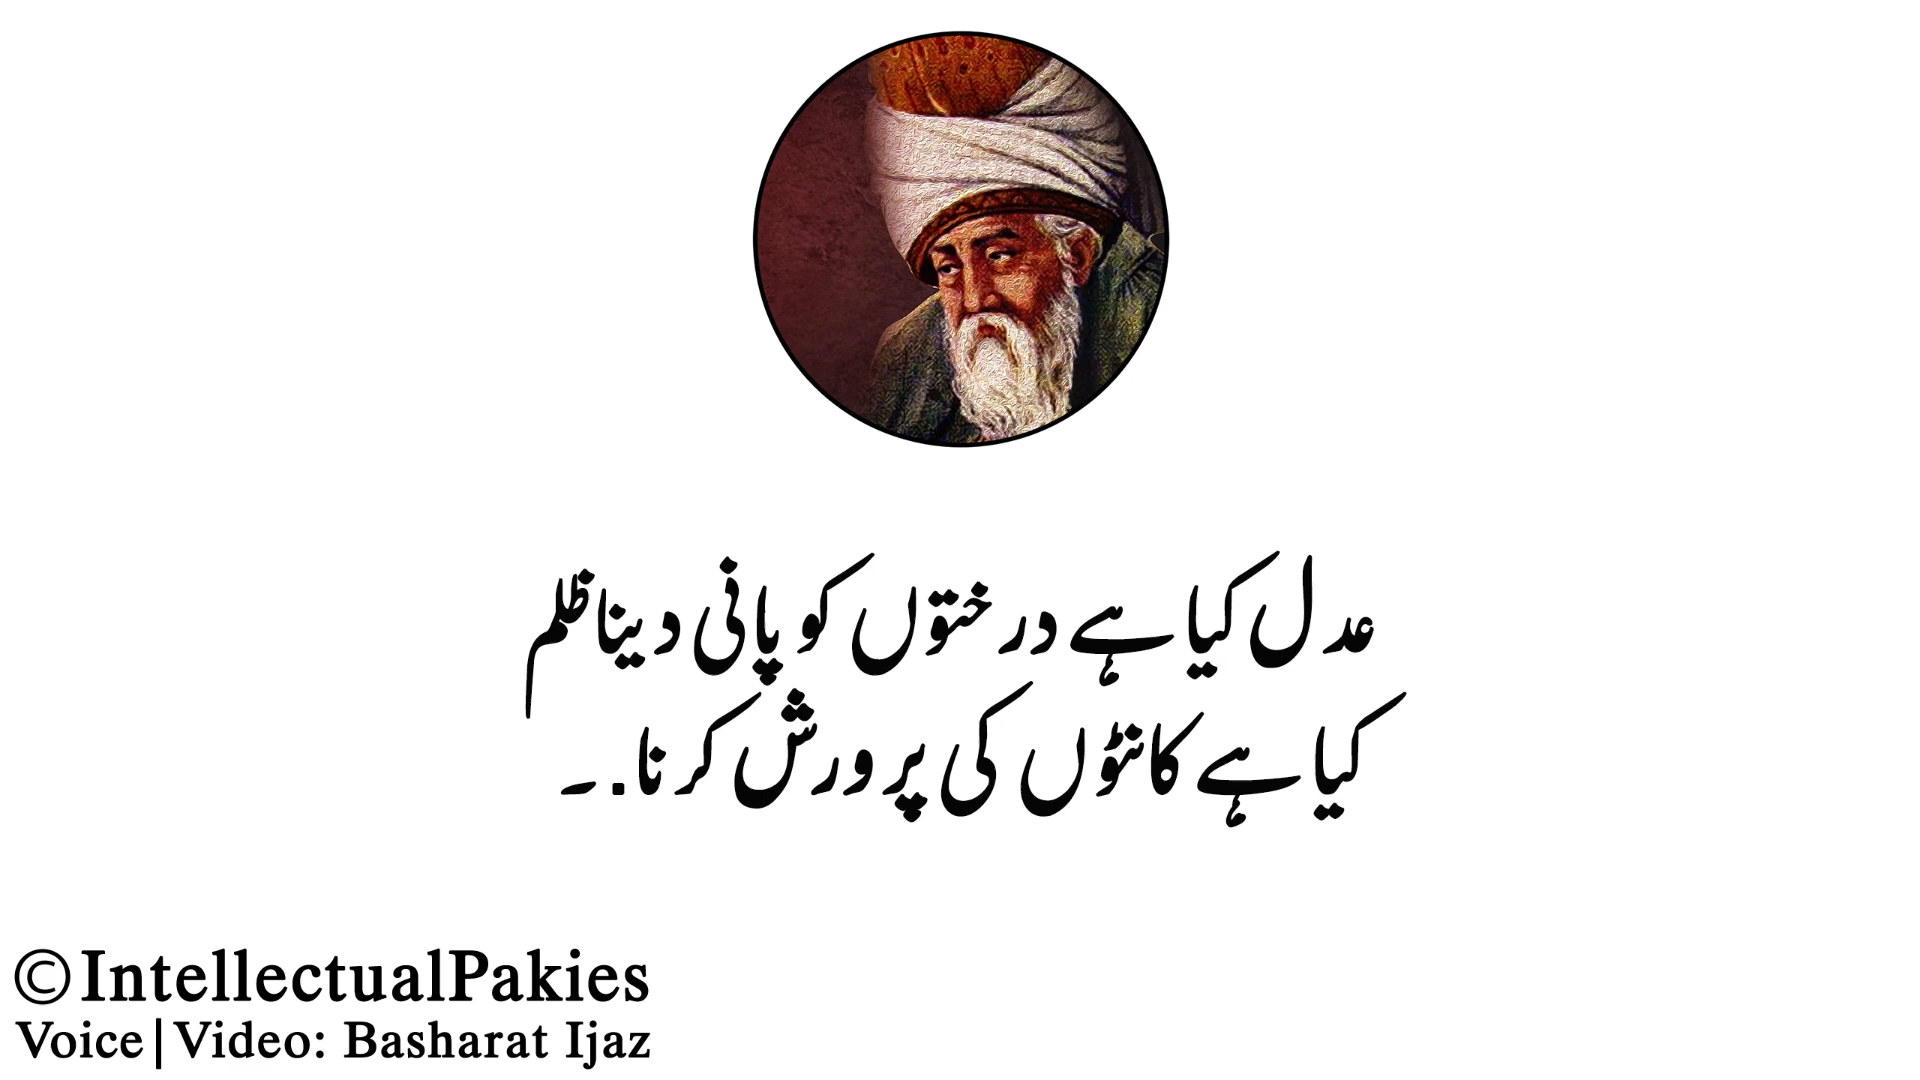 عدل کیا ہے درختوں کو پانی دینا ظلم
کیا ہے کانٹوں کی پرورش کرنا.۔
©IntellectualPakies
Voice|Video: Basharat Ijaz